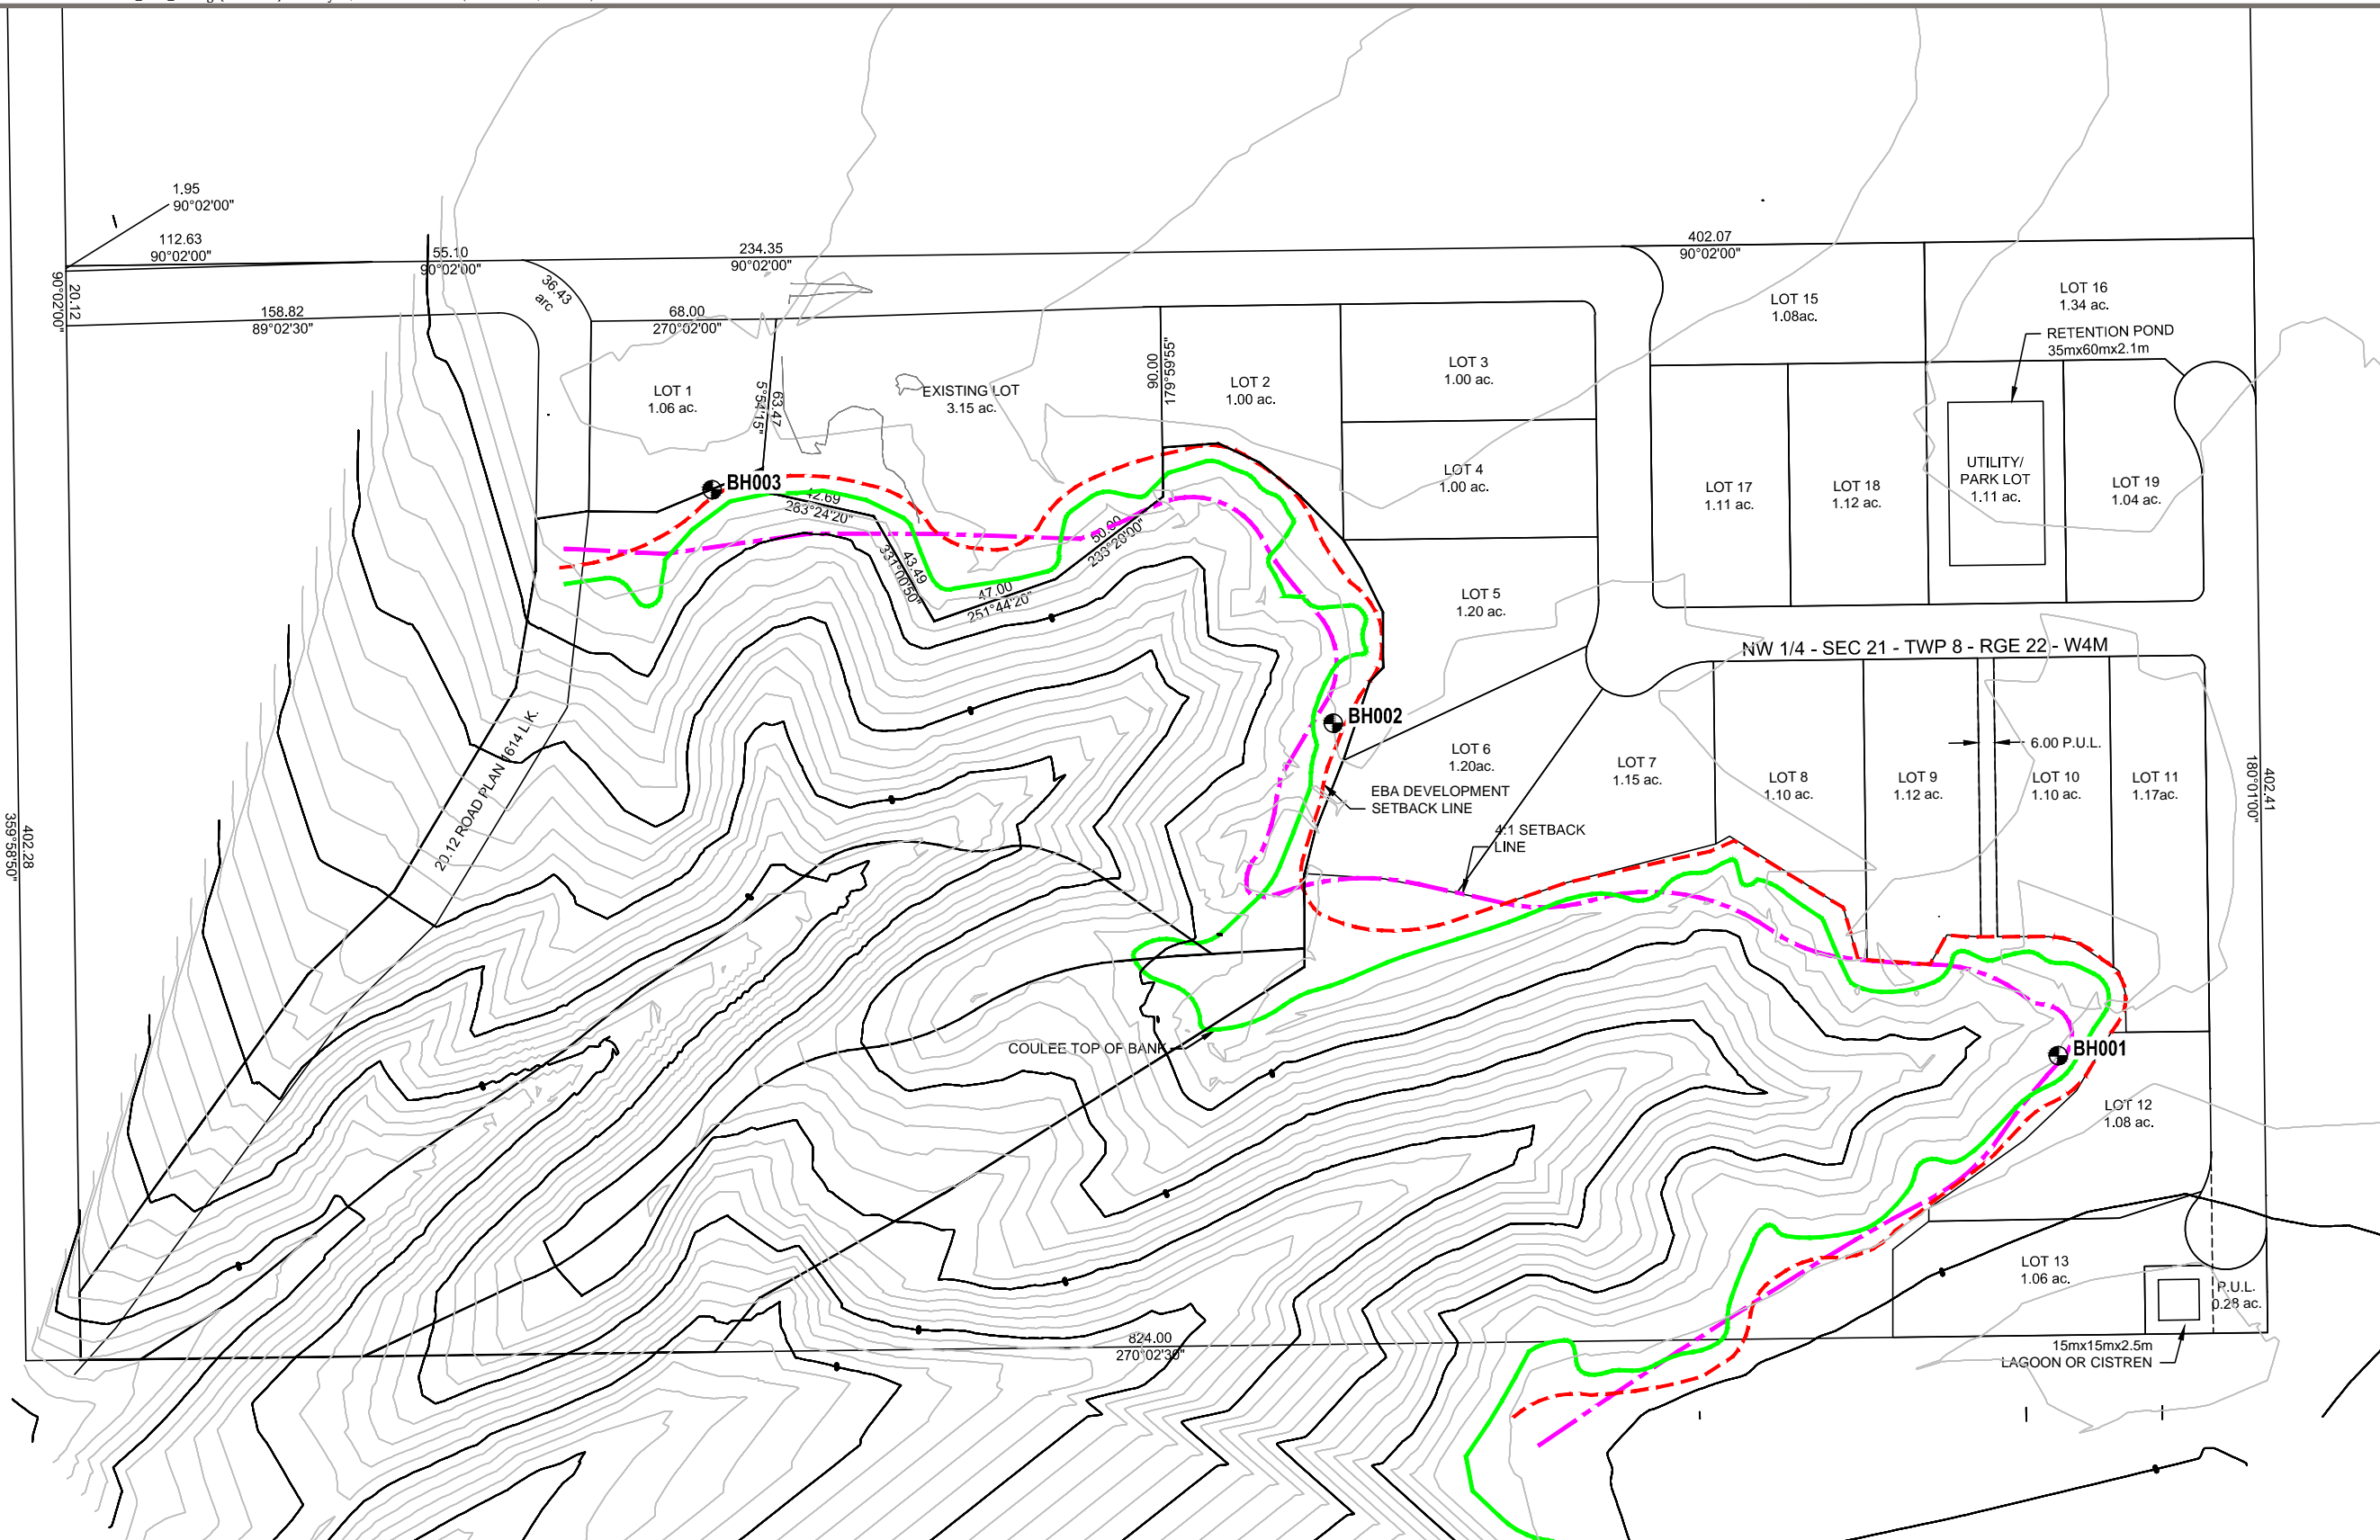 1.95
90°02'00"
112.63
90°02'00"
55.10
90°02'00"
234.35
90°02'00"
402.07
90°02'00"
20.12
90°02'00"
158.82
89°02'30"
36.43
arc
68.00
270°02'00"
LOT 1
1.06 ac.
63.47
5°54'15"
EXISTING LOT
3.15 ac.
90.00
179°59'55"
LOT 2
1.00 ac.
LOT 3
1.00 ac.
LOT 4
1.00 ac.
LOT 5
1.20 ac.
LOT 15
1.08ac.
LOT 16
1.34 ac.
RETENTION POND
35mx60mx2.1m
LOT 17
1.11 ac.
LOT 18
1.12 ac.
UTILITY/
PARK LOT
1.11 ac.
LOT 19
1.04 ac.
BH003
42.69
283°24'20"
43.49
331°00'50"
47.00
251°44'20"
50.00
233°20'00"
NW 1/4 - SEC 21 - TWP 8 - RGE 22 - W4M
BH002
20.12 ROAD PLAN 1614 L.K.
LOT 6
1.20ac.
LOT 7
1.15 ac.
LOT 8
1.10 ac.
LOT 9
1.12 ac.
6.00 P.U.L.
LOT 10
1.10 ac.
LOT 11
1.17ac.
EBA DEVELOPMENT
SETBACK LINE
4:1 SETBACK
LINE
402.28
359°58'50"
402.41
180°01'00"
COULEE TOP OF BANK
BH001
LOT 12
1.08 ac.
LOT 13
1.06 ac.
P.U.L.
0.28 ac.
824.00
270°02'30"
15mx15mx2.5m
LAGOON OR CISTREN